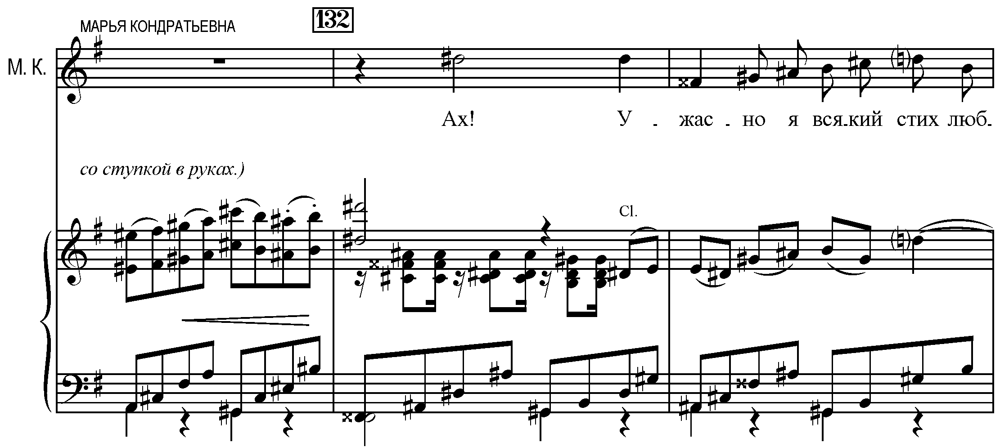 132
МАРЬЯ КОНДРАТЬЕВНА
М. К.
Ах! У - жас - но я вся-кий стих люб-
со ступкой в руках.)
Cl.